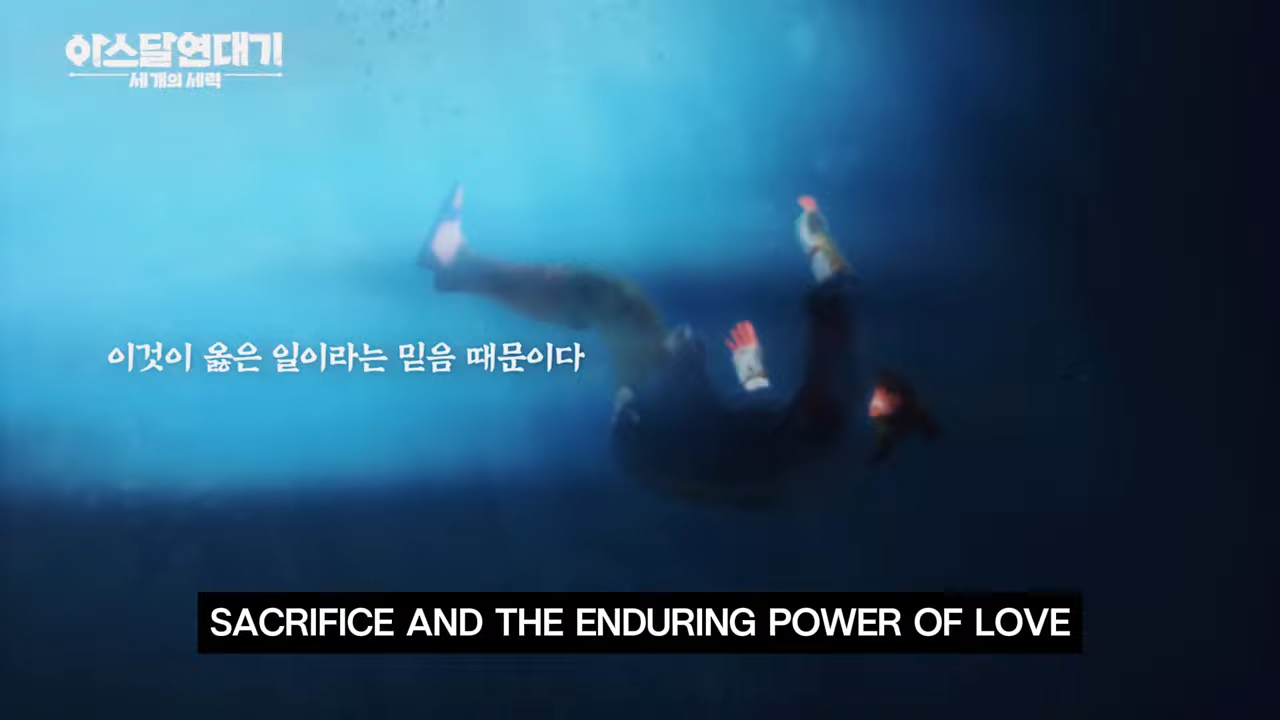 아스달연대기
세 개의 세력
이것이 옳은 일이라는 믿음 때문이다
SACRIFICE AND THE ENDURING POWER OF LOVE